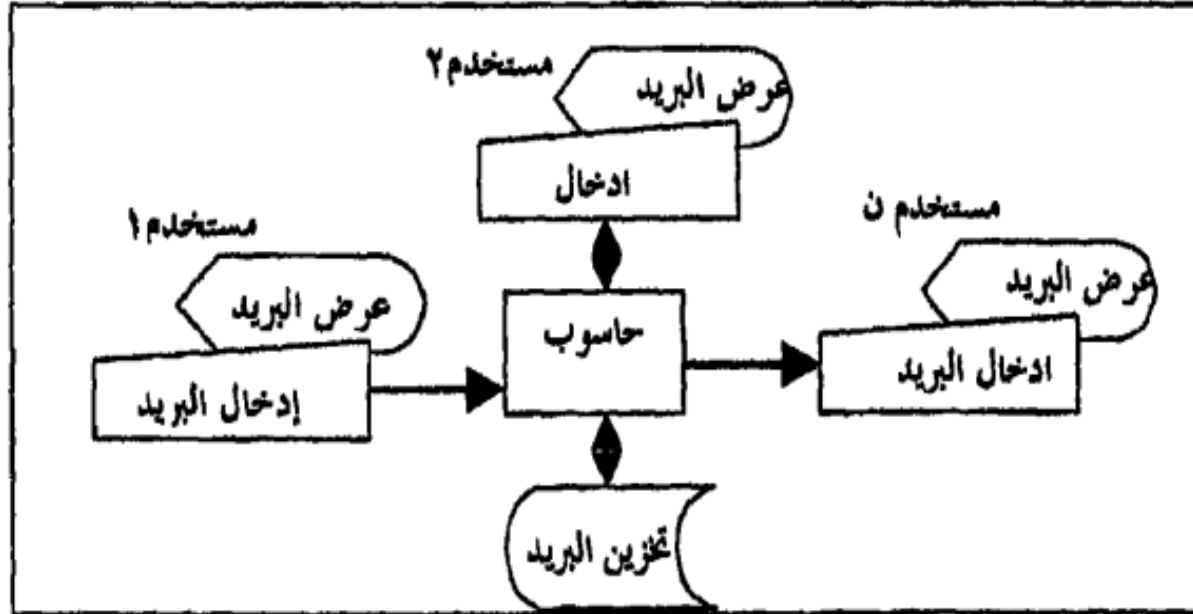 مستخدم ٢
عرض البريد
ادخال
مستخدم ن
عرض البريد
ادخال البريد
مستخدم ١
عرض البريد
إدخال البريد
حاسوب
تخزين البريد